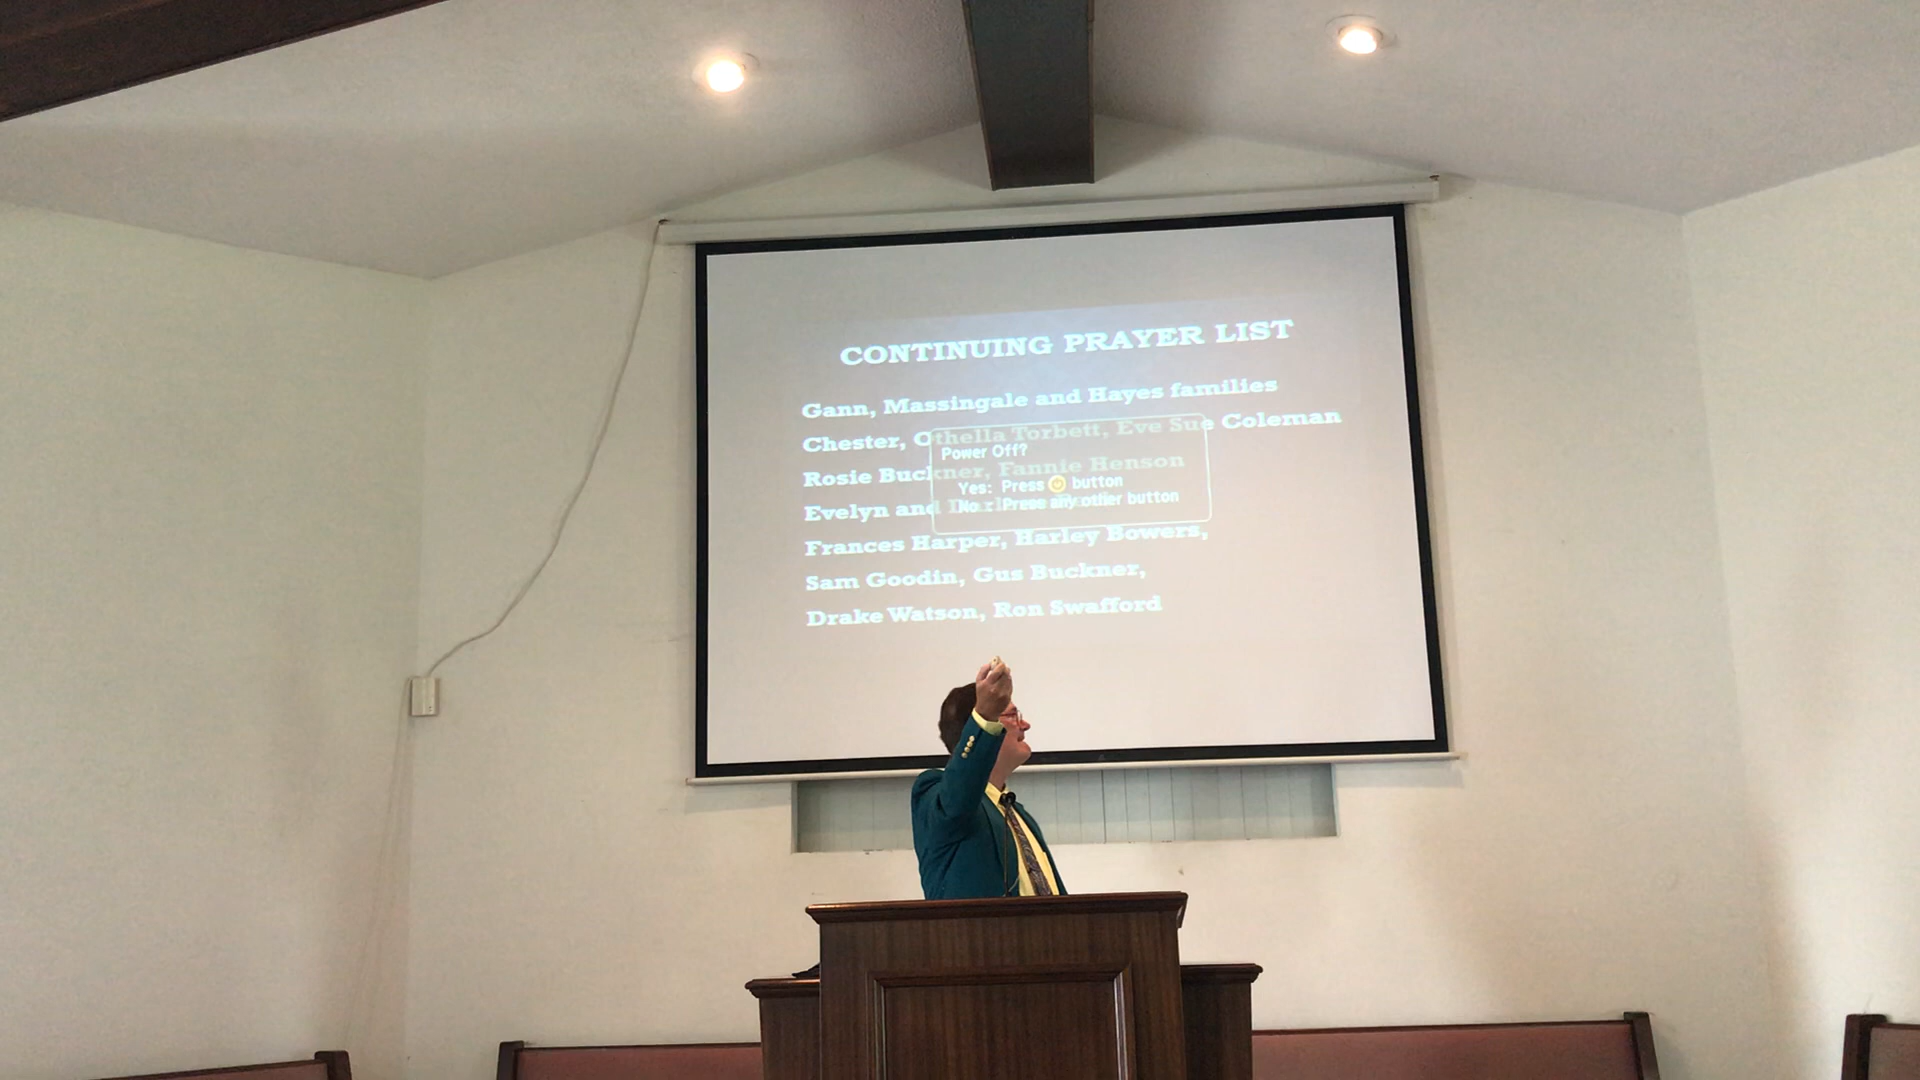 CONTINUING PRAYER LIST
Gann, Massingale and Hayes families
Chester, Othella Torbett, Eve Sue Coleman
Rosie Buckner, Fannie Henson
Evelyn and
Frances Harper, Harley Bowers,
Sam Goodin, Gus Buckner,
Drake Watson, Ron Swafford
Power Off?
Yes: Press button
No: Press any other button